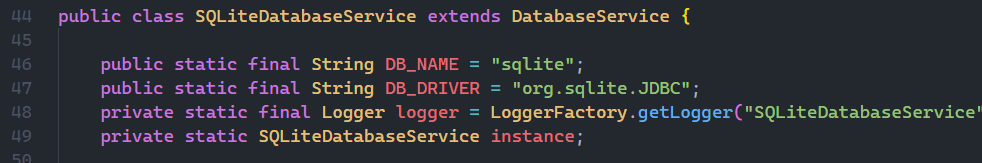 44 public class SQLiteDatabaseService extends DatabaseService {
45
46 public static final String DB_NAME = "sqlite";
47 public static final String DB_DRIVER = "org.sqlite.JDBC";
48 private static final Logger logger = LoggerFactory.getLogger("SQLiteDatabaseService"
49 private static SQLiteDatabaseService instance;
50